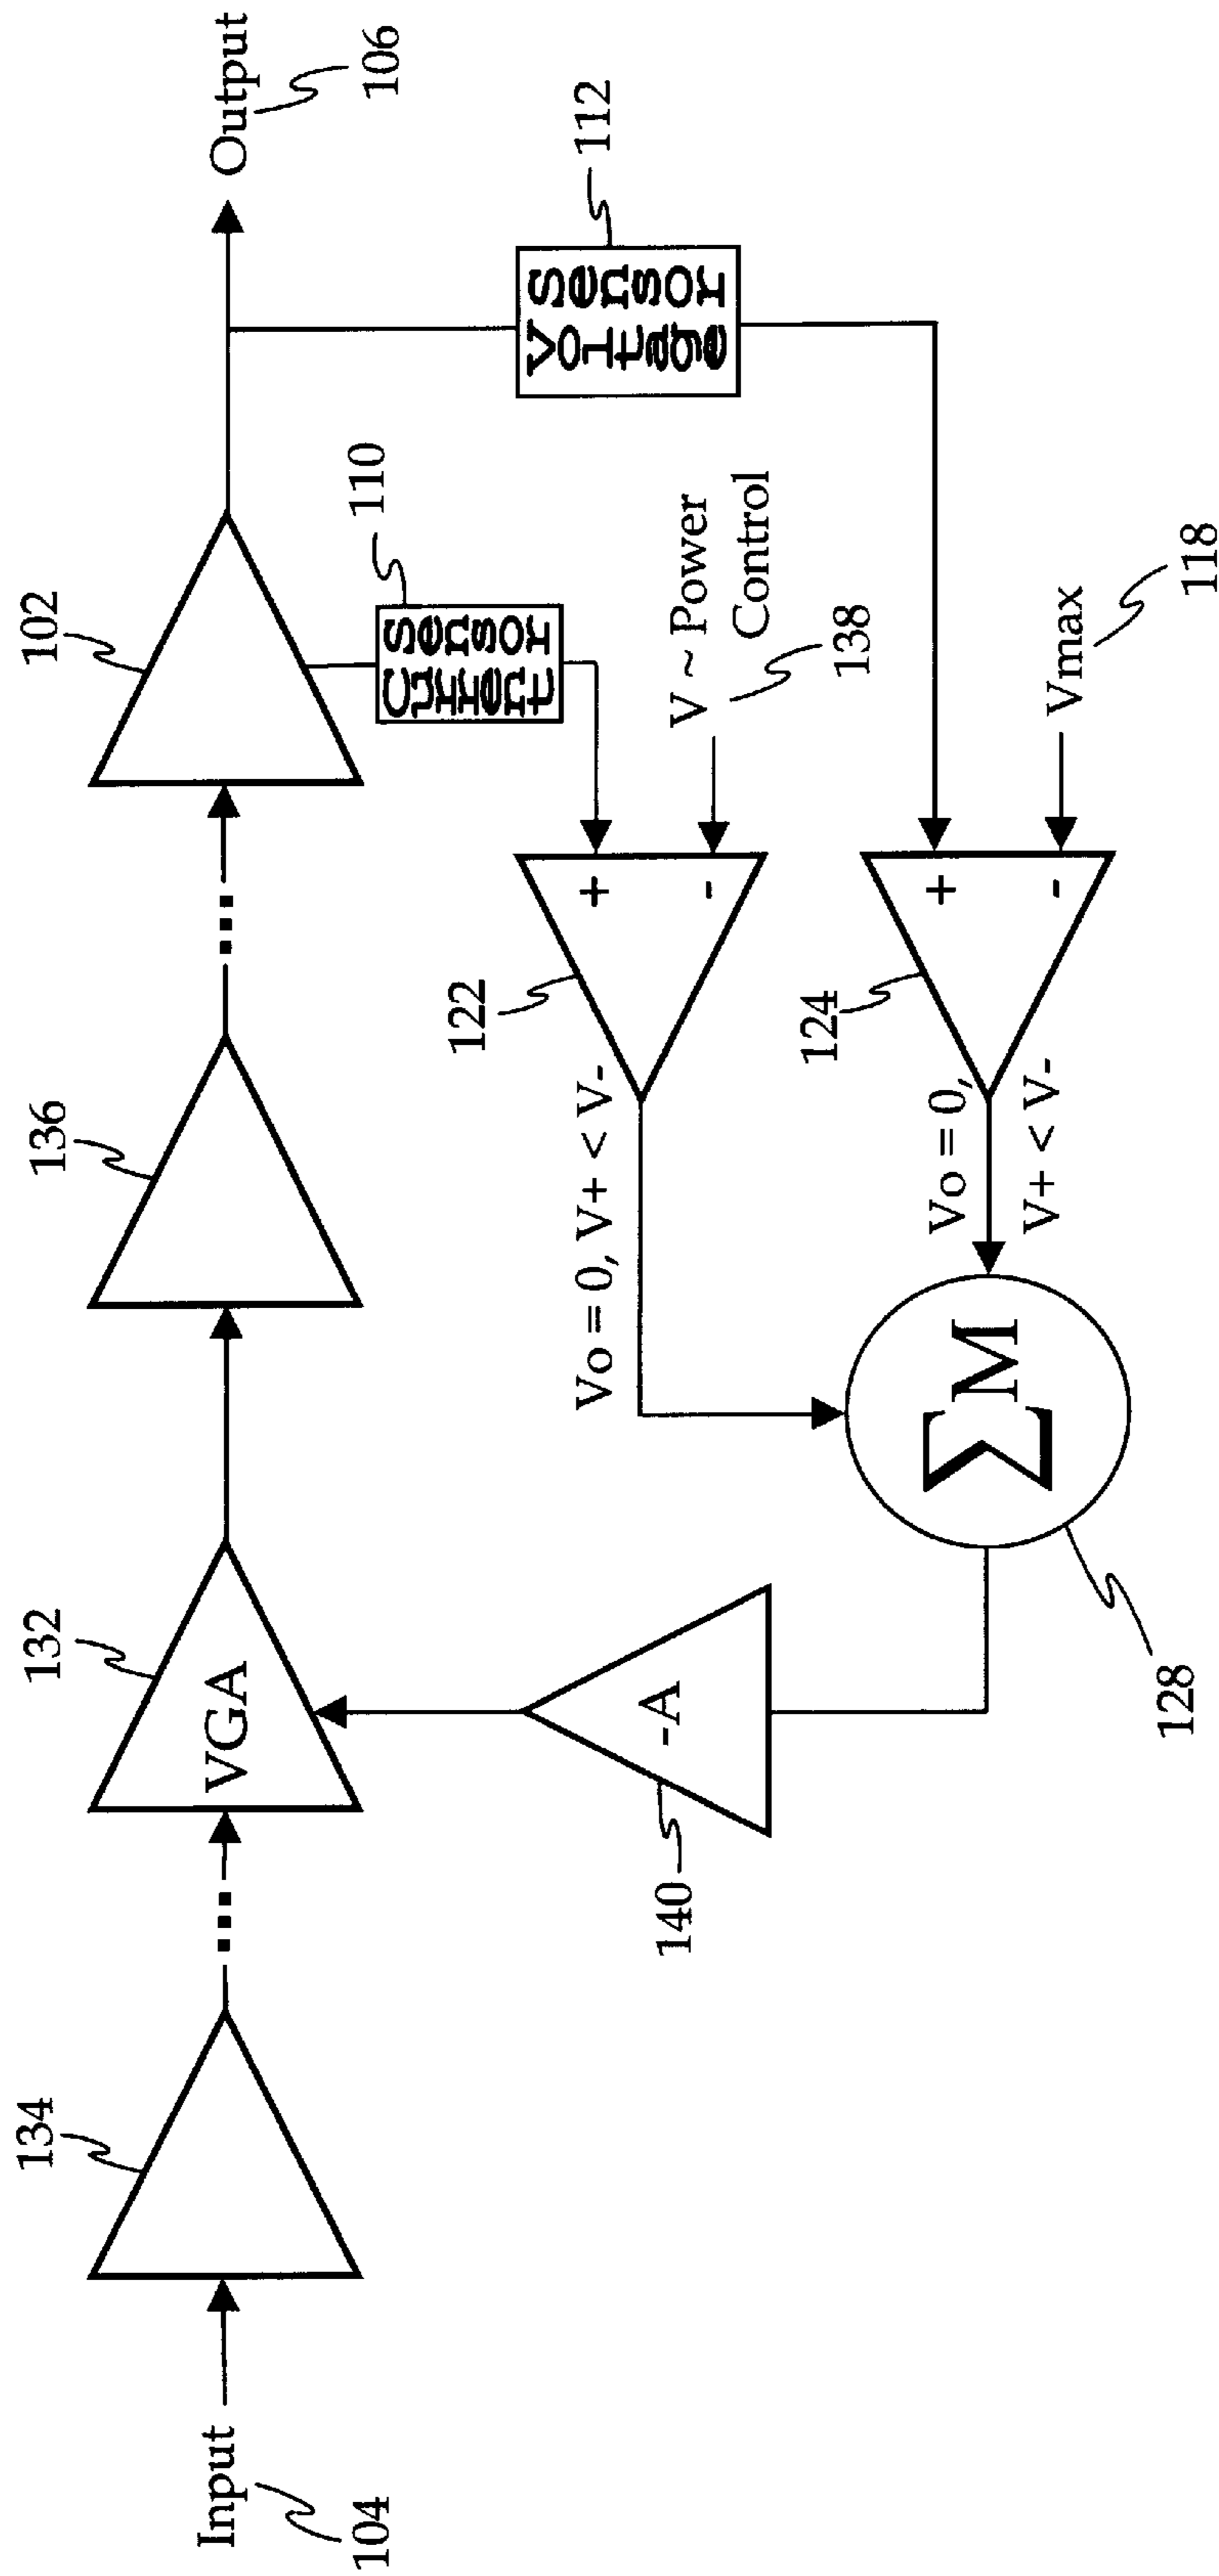 Input
104
134
VGA
132
136
102
Output
106
-A
140
ΣM
128
Vo = 0, V+ < V-
122
+
-
Current
Sensor
110
V ~ Power
Control
138
Vo = 0,
V+ < V-
124
+
-
Voltage
Sensor
112
Vmax
118